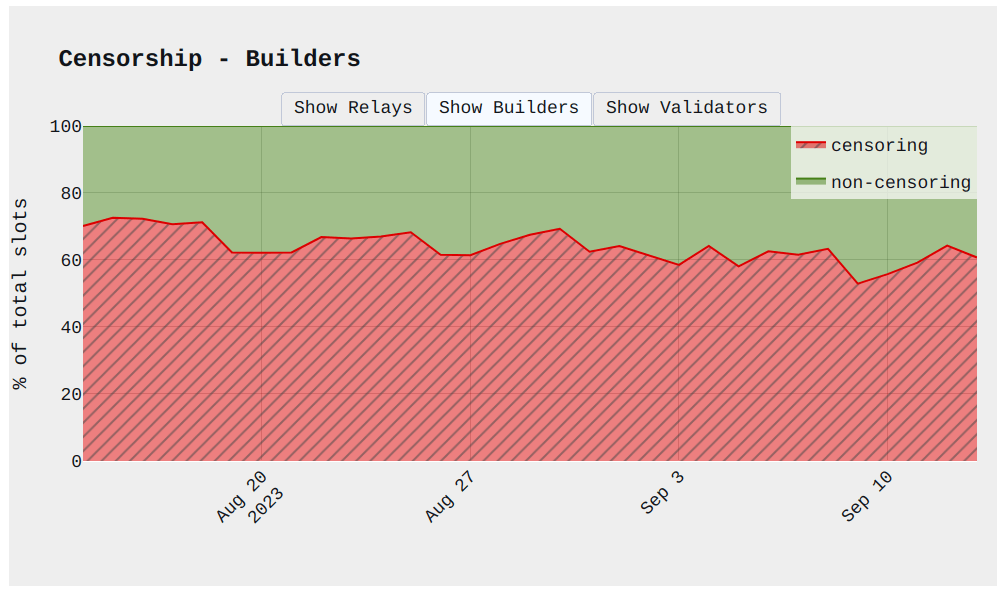 Censorship - Builders
Show Relays Show Builders Show Validators
censoring
non-censoring
% of total slots
100
80
60
40
20
0
Aug 20
2023
Aug 27
Sep 3
Sep 10